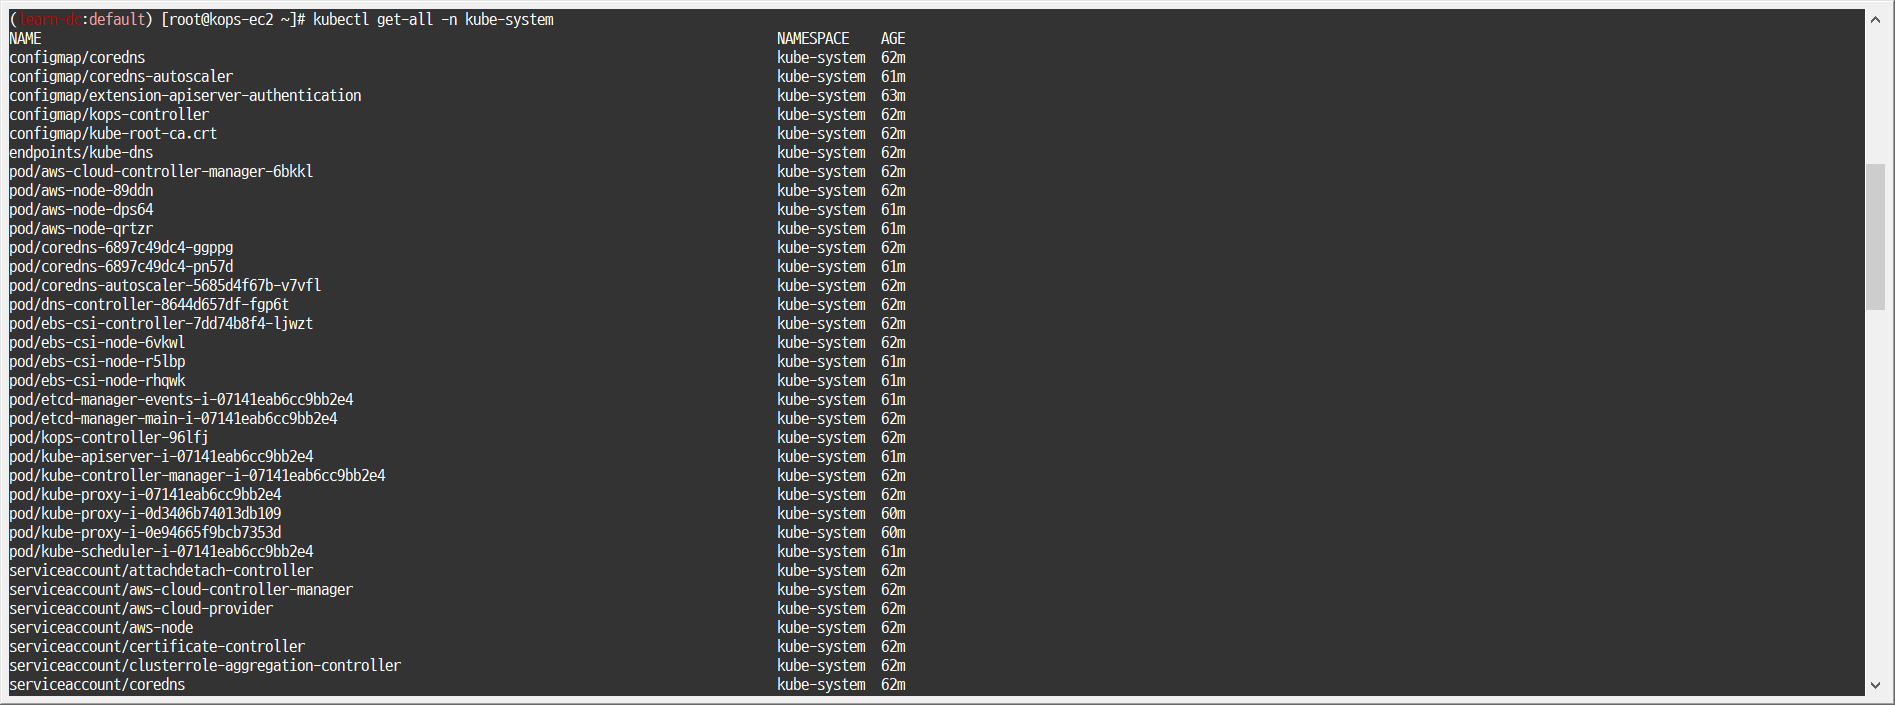 (learn-dc:default) [root@kops-ec2 ~]# kubectl get-all -n kube-system
NAME NAMESPACE AGE
configmap/coredns kube-system 62m
configmap/coredns-autoscaler kube-system 61m
configmap/extension-apiserver-authentication kube-system 63m
configmap/kops-controller kube-system 62m
configmap/kube-root-ca.crt kube-system 62m
endpoints/kube-dns kube-system 62m
pod/aws-cloud-controller-manager-6bkkl kube-system 62m
pod/aws-node-89ddn kube-system 62m
pod/aws-node-dps64 kube-system 61m
pod/aws-node-qrtzr kube-system 61m
pod/coredns-6897c49dc4-ggppg kube-system 62m
pod/coredns-6897c49dc4-pn57d kube-system 61m
pod/coredns-autoscaler-5685d4f67b-v7vfl kube-system 62m
pod/dns-controller-8644d657df-fgp6t kube-system 62m
pod/ebs-csi-controller-7dd74b8f4-ljwzt kube-system 62m
pod/ebs-csi-node-6vkwl kube-system 62m
pod/ebs-csi-node-r5lbp kube-system 61m
pod/ebs-csi-node-rhqwk kube-system 61m
pod/etcd-manager-events-i-07141eab6cc9bb2e4 kube-system 61m
pod/etcd-manager-main-i-07141eab6cc9bb2e4 kube-system 62m
pod/kops-controller-96lfj kube-system 62m
pod/kube-apiserver-i-07141eab6cc9bb2e4 kube-system 61m
pod/kube-controller-manager-i-07141eab6cc9bb2e4 kube-system 62m
pod/kube-proxy-i-07141eab6cc9bb2e4 kube-system 62m
pod/kube-proxy-i-0d3406b74013db109 kube-system 60m
pod/kube-proxy-i-0e94665f9bcb7353d kube-system 60m
pod/kube-scheduler-i-07141eab6cc9bb2e4 kube-system 61m
serviceaccount/attachdetach-controller kube-system 62m
serviceaccount/aws-cloud-controller-manager kube-system 62m
serviceaccount/aws-cloud-provider kube-system 62m
serviceaccount/aws-node kube-system 62m
serviceaccount/certificate-controller kube-system 62m
serviceaccount/clusterrole-aggregation-controller kube-system 62m
serviceaccount/coredns kube-system 62m